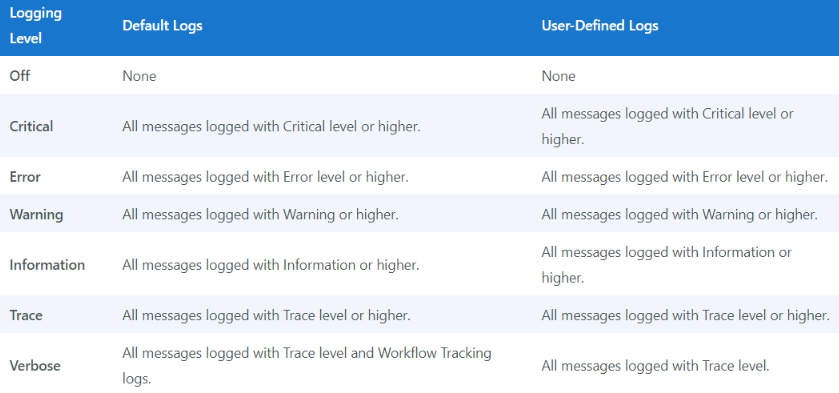 Logging Level
Default Logs
User-Defined Logs
Off
None
None
Critical
All messages logged with Critical level or higher.
All messages logged with Critical level or
higher.
Error
All messages logged with Error level or higher.
All messages logged with Error level or higher.
Warning
All messages logged with Warning or higher.
All messages logged with Warning or higher.
Information
All messages logged with Information or higher.
All messages logged with Information or
higher.
Trace
All messages logged with Trace level or higher.
All messages logged with Trace level or higher.
Verbose
All messages logged with Trace level and Workflow Tracking
logs.
All messages logged with Trace level.